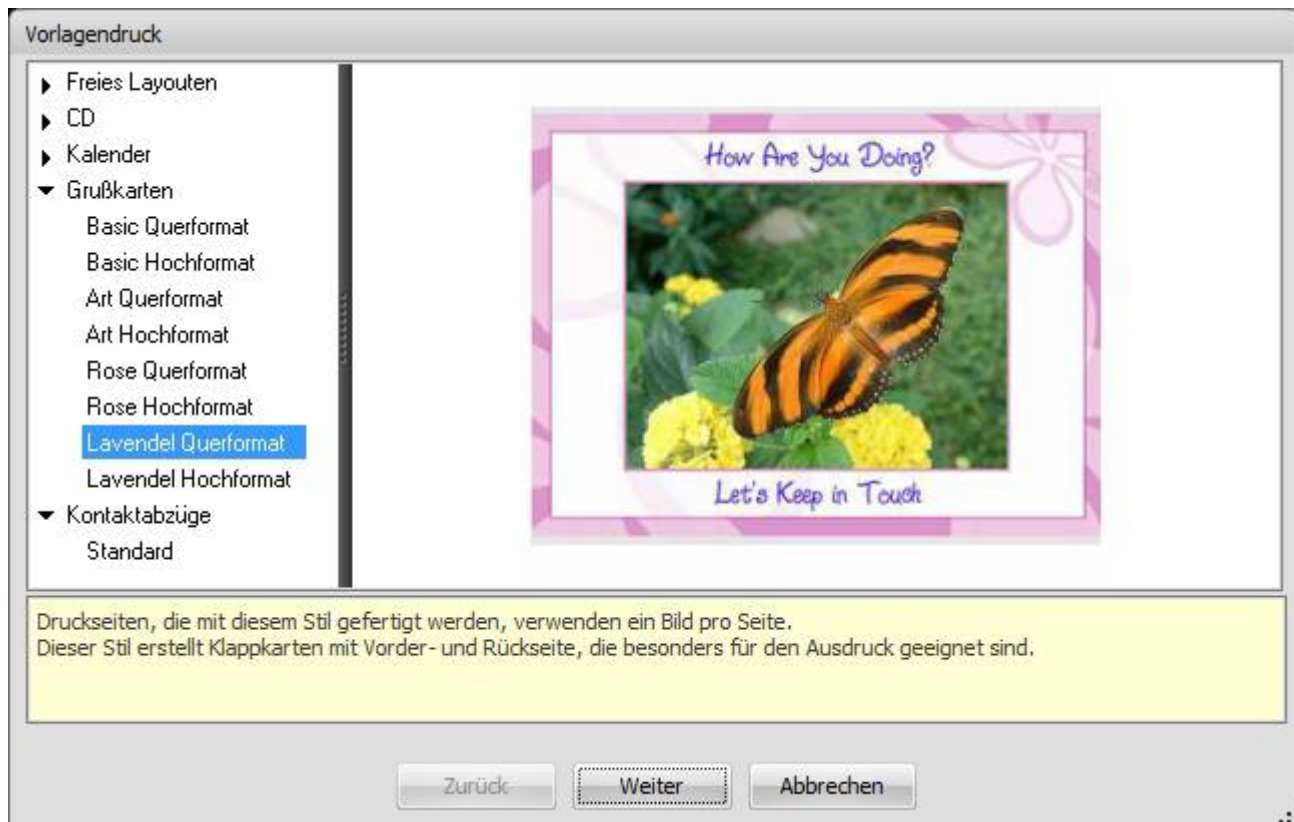 Vorlagendruck
Freies Layouten
CD
Kalender
Grußkarten
Basic Querformat
Basic Hochformat
Art Querformat
Art Hochformat
Rose Querformat
Rose Hochformat
Lavendel Querformat
Lavendel Hochformat
Kontaktabzüge
Standard
How Are You Doing?
Let's Keep in Touch
Druckseiten, die mit diesem Stil gefertigt werden, verwenden ein Bild pro Seite.
Dieser Stil erstellt Klappkarten mit Vorder- und Rückseite, die besonders für den Ausdruck geeignet sind.
Zurück
Weiter
Abbrechen